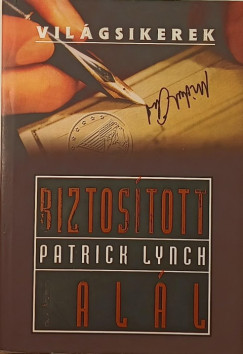 VILÁGSIKEREK
BIZTOSÍTOTT
PATRICK LYNCH
HALÁL